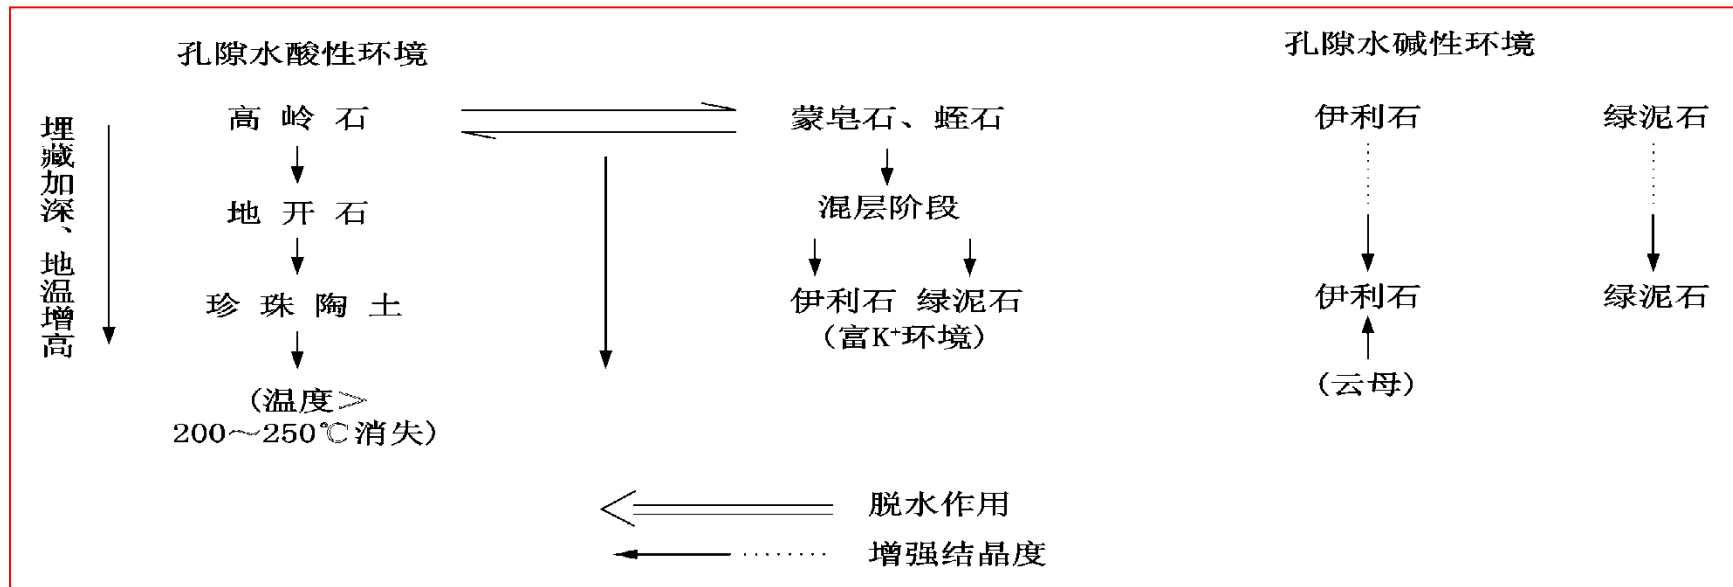 孔隙水酸性环境
孔隙水碱性环境
埋藏加深、地温增高
高岭石
蒙皂石、蛭石
伊利石
绿泥石
地开石
混层阶段
珍珠陶土
伊利石 绿泥石
(富K⁺环境)
伊利石
绿泥石
(云母)
(温度>
200~250℃消失)
脱水作用
增强结晶度